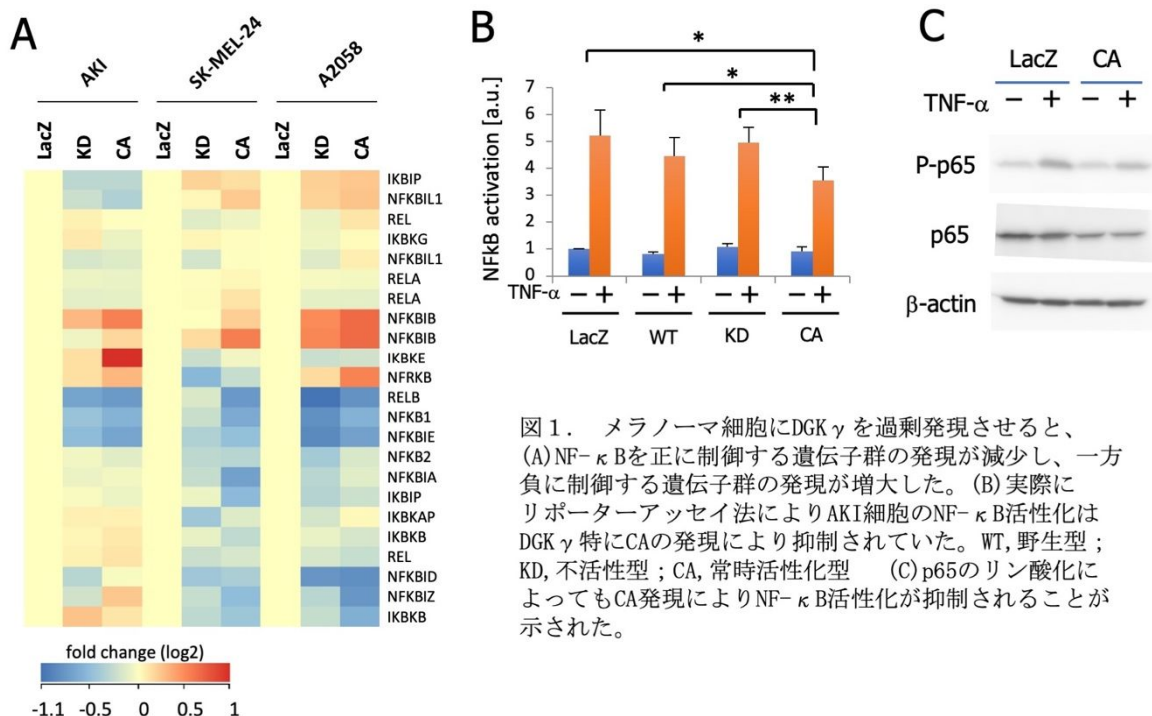 A
AKI
SK-MEL-24
A2058
LacZ
KD
CA
LacZ
KD
CA
LacZ
KD
CA
IKBIP
NFKBIL1
REL
IKBKG
NFKBIL1
RELA
RELA
NFKBIB
NFKBIB
IKBKE
NFRKB
RELB
NFKB1
NFKBIE
NFKB2
NFKBIA
IKBIP
IKBKAP
IKBKB
REL
NFKBID
NFKBIZ
IKBKB
fold change (log2)
-1.1 -0.5 0 0.5 1
B
*
*
**
NFkB activation [a.u.]
7
6
5
4
3
2
1
0
TNF-α − + − + − + − +
LacZ WT KD CA
C
LacZ CA
TNF-α − + − +
P-p65
p65
β-actin
図1. メラノーマ細胞にDGKγを過剰発現させると、
(A)NF-κBを正に制御する遺伝子群の発現が減少し、一方
負に制御する遺伝子群の発現が増大した。(B)実際に
リポーターアッセイ法によりAKI細胞のNF-κB活性化は
DGKγ特にCAの発現により抑制されていた。WT,野生型;
KD,不活性型;CA,常時活性化型 (C)p65のリン酸化に
よってもCA発現によりNF-κB活性化が抑制されることが
示された。